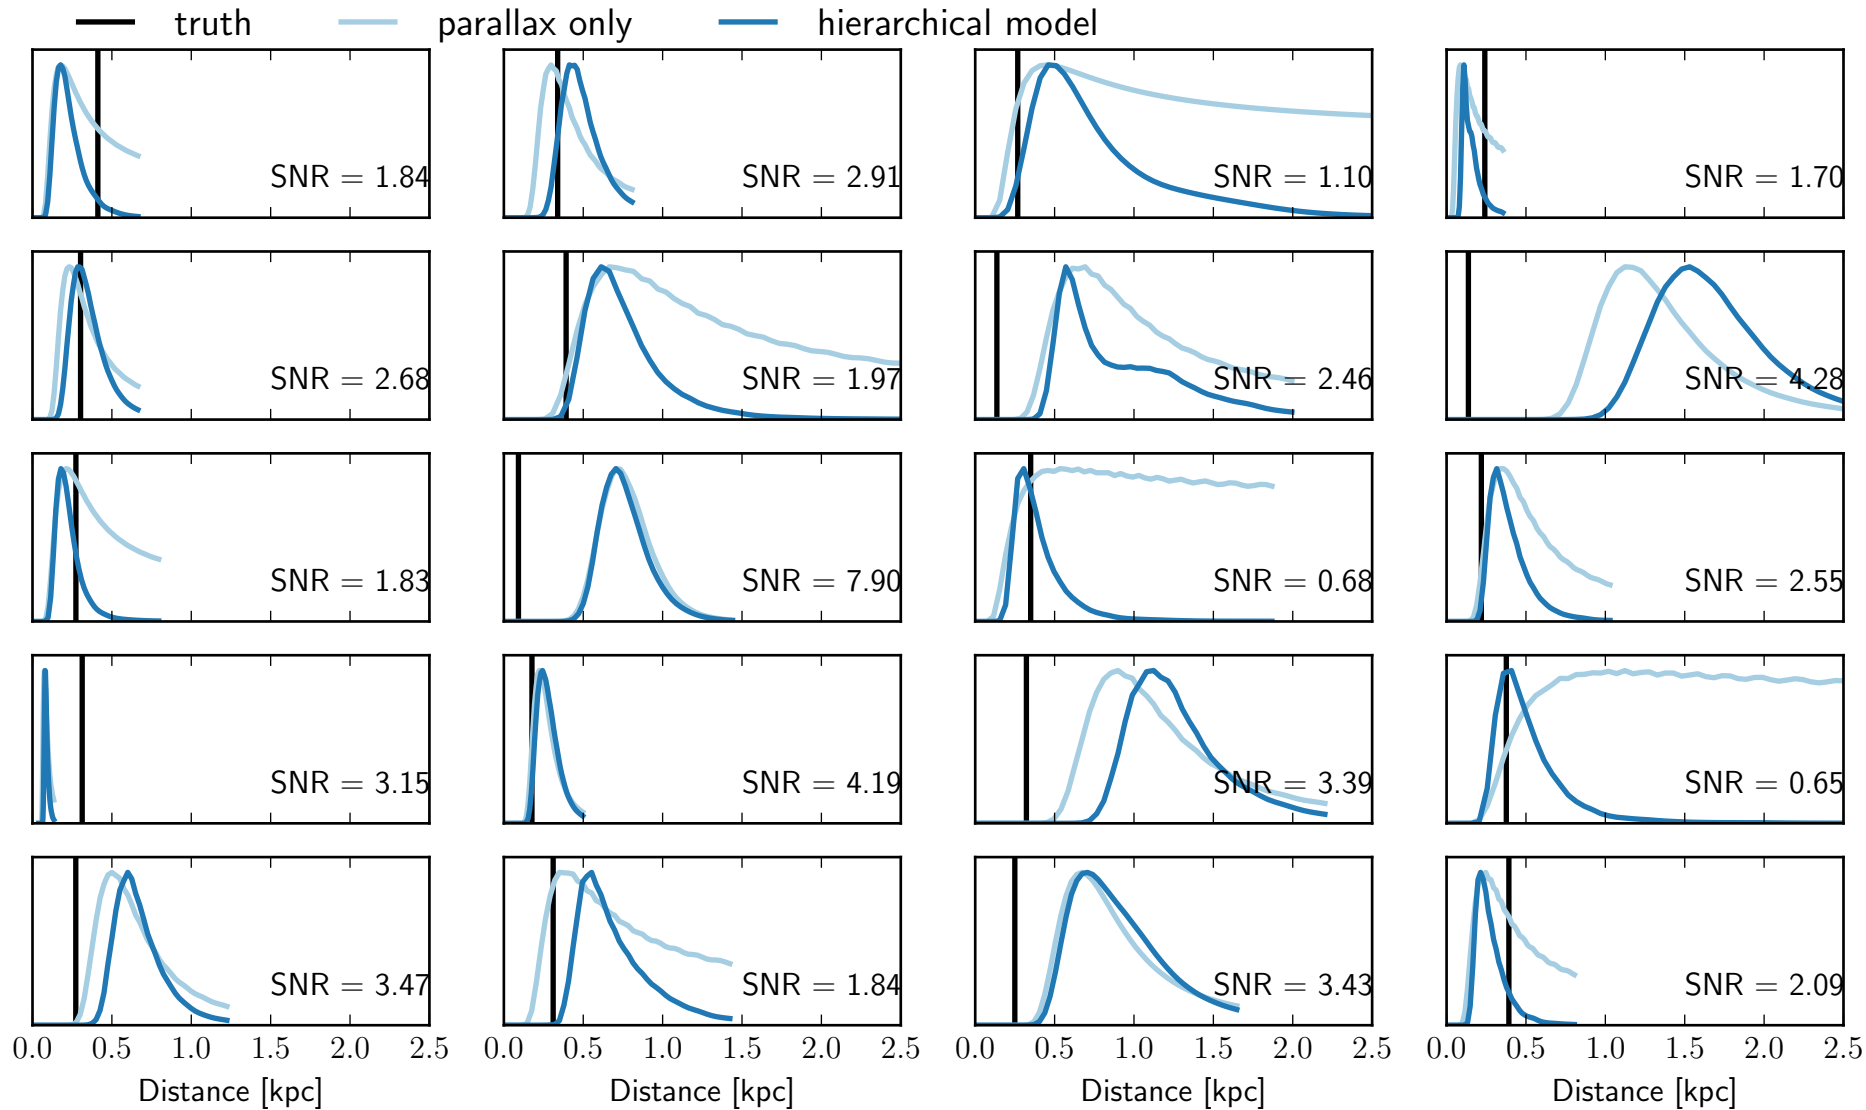 truth parallax only hierarchical model
SNR = 1.84 SNR = 2.91 SNR = 1.10 SNR = 1.70
SNR = 2.68 SNR = 1.97 SNR = 2.46 SNR = 4.28
SNR = 1.83 SNR = 7.90 SNR = 0.68 SNR = 2.55
SNR = 3.15 SNR = 4.19 SNR = 3.39 SNR = 0.65
SNR = 3.47 SNR = 1.84 SNR = 3.43 SNR = 2.09
0.0 0.5 1.0 1.5 2.0 2.5 0.0 0.5 1.0 1.5 2.0 2.5 0.0 0.5 1.0 1.5 2.0 2.5 0.0 0.5 1.0 1.5 2.0 2.5
Distance [kpc] Distance [kpc] Distance [kpc] Distance [kpc]